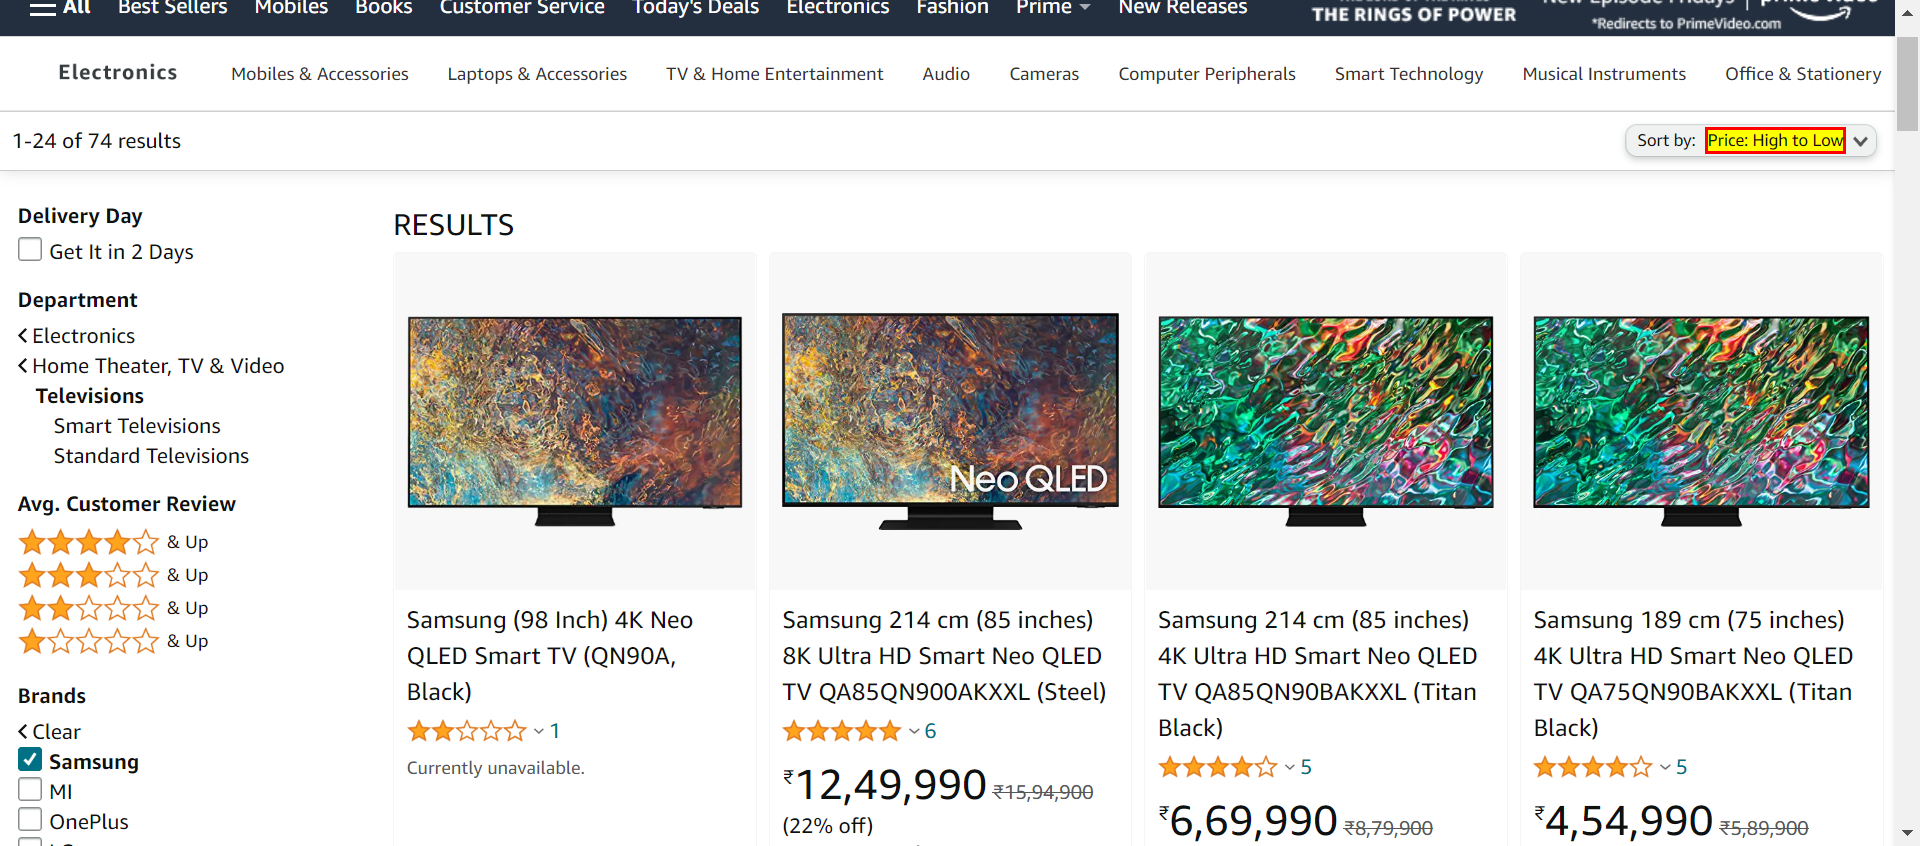 All Best Sellers Mobiles Books Customer Service Today's Deals Electronics Fashion Prime New Releases
THE RINGS OF POWER
New Episode Fridays | prime video
*Redirects to PrimeVideo.com
Electronics Mobiles & Accessories Laptops & Accessories TV & Home Entertainment Audio Cameras Computer Peripherals Smart Technology Musical Instruments Office & Stationery
1-24 of 74 results
Sort by: Price: High to Low
Delivery Day
Get It in 2 Days
Department
Electronics
Home Theater, TV & Video
Televisions
Smart Televisions
Standard Televisions
Avg. Customer Review
& Up
& Up
& Up
& Up
Brands
Clear
Samsung
MI
OnePlus
RESULTS
Neo QLED
Samsung (98 Inch) 4K Neo
QLED Smart TV (QN90A,
Black)
1
Currently unavailable.
Samsung 214 cm (85 inches)
8K Ultra HD Smart Neo QLED
TV QA85QN900AKXXL (Steel)
6
₹12,49,990 ₹15,94,900
(22% off)
Samsung 214 cm (85 inches)
4K Ultra HD Smart Neo QLED
TV QA85QN90BAKXXL (Titan
Black)
5
₹6,69,990 ₹8,79,900
Samsung 189 cm (75 inches)
4K Ultra HD Smart Neo QLED
TV QA75QN90BAKXXL (Titan
Black)
5
₹4,54,990 ₹5,89,900